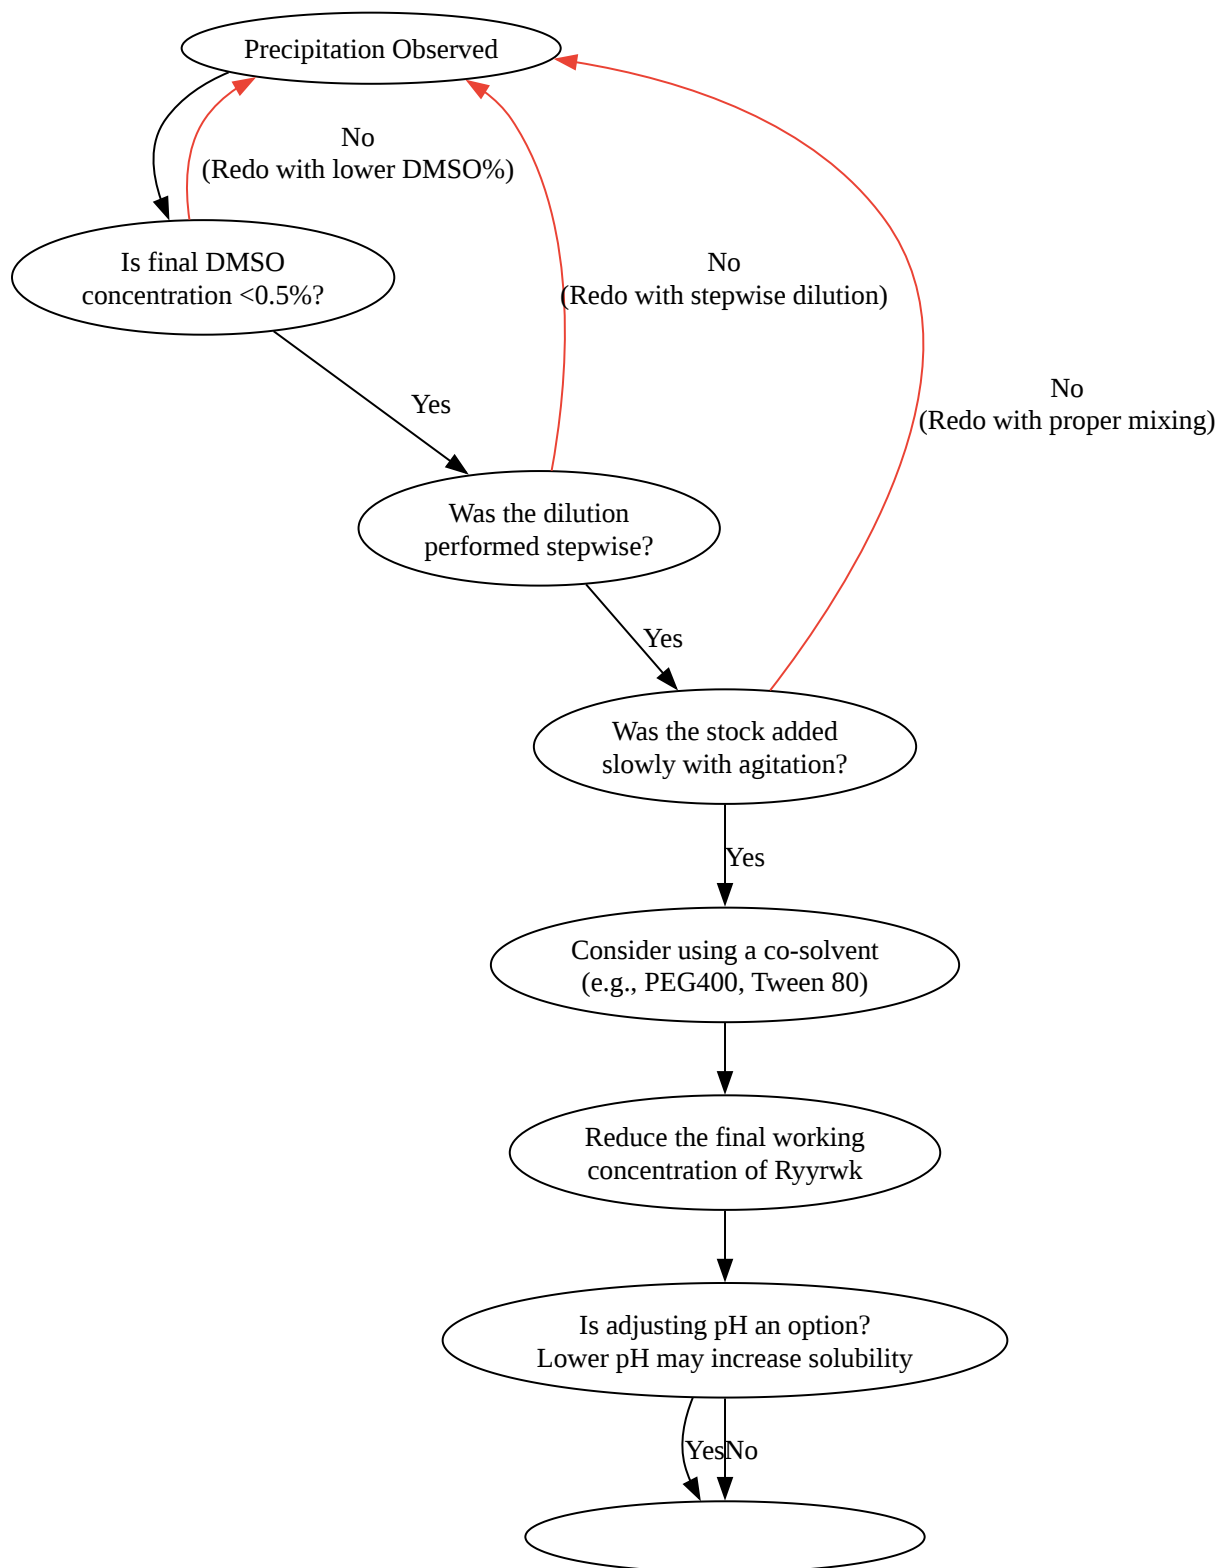 Precipitation Observed
No
(Redo with lower DMSO%)
Is final DMSO
concentration <0.5%?
No
(Redo with stepwise dilution)
No
(Redo with proper mixing)
Yes
Was the dilution
performed stepwise?
Yes
Was the stock added
slowly with agitation?
Yes
Consider using a co-solvent
(e.g., PEG400, Tween 80)
Reduce the final working
concentration of Ryyrwk
Is adjusting pH an option?
Lower pH may increase solubility
Yes
No